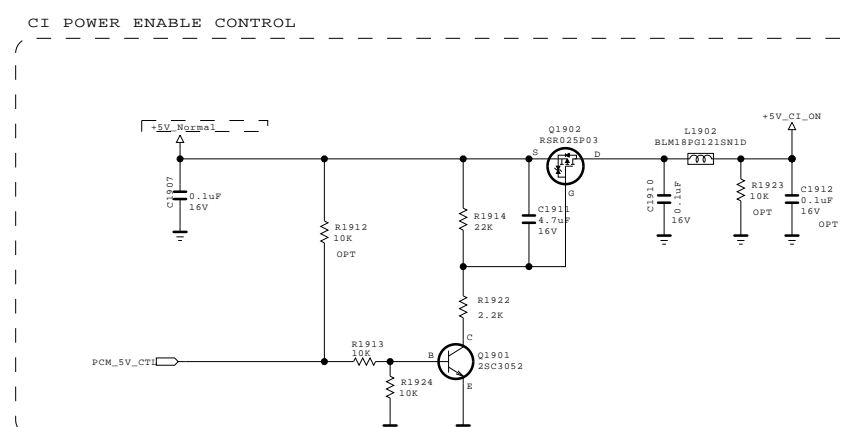 CI POWER ENABLE CONTROL
+5V_Normal
C1907
0.1uF
16V
R1912
10K
OPT
R1914
22K
C1911
4.7uF
16V
Q1902
RSR025P03
S
D
G
L1902
BLM18PG121SN1D
+5V_CI_ON
C1910
0.1uF
16V
R1923
10K
OPT
C1912
0.1uF
16V
OPT
R1922
2.2K
PCM_5V_CTL
R1913
10K
R1924
10K
B
C
E
Q1901
2SC3052